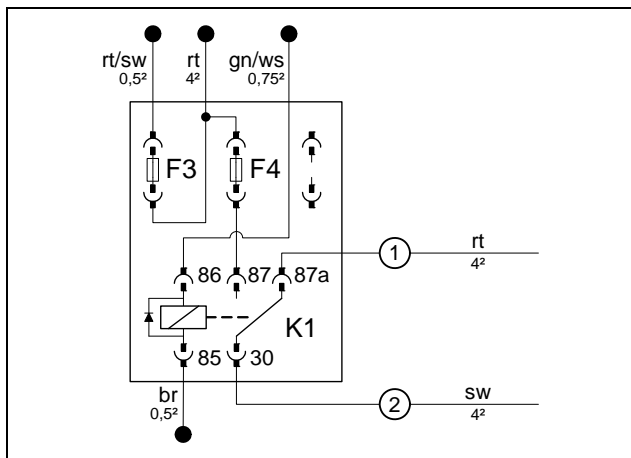 rt/sw rt gn/ws
0,5² 4² 0,75²
F3 F4
1 rt
4²
86 87 87a
K1
85 30
2 sw
4²
br
0,5²